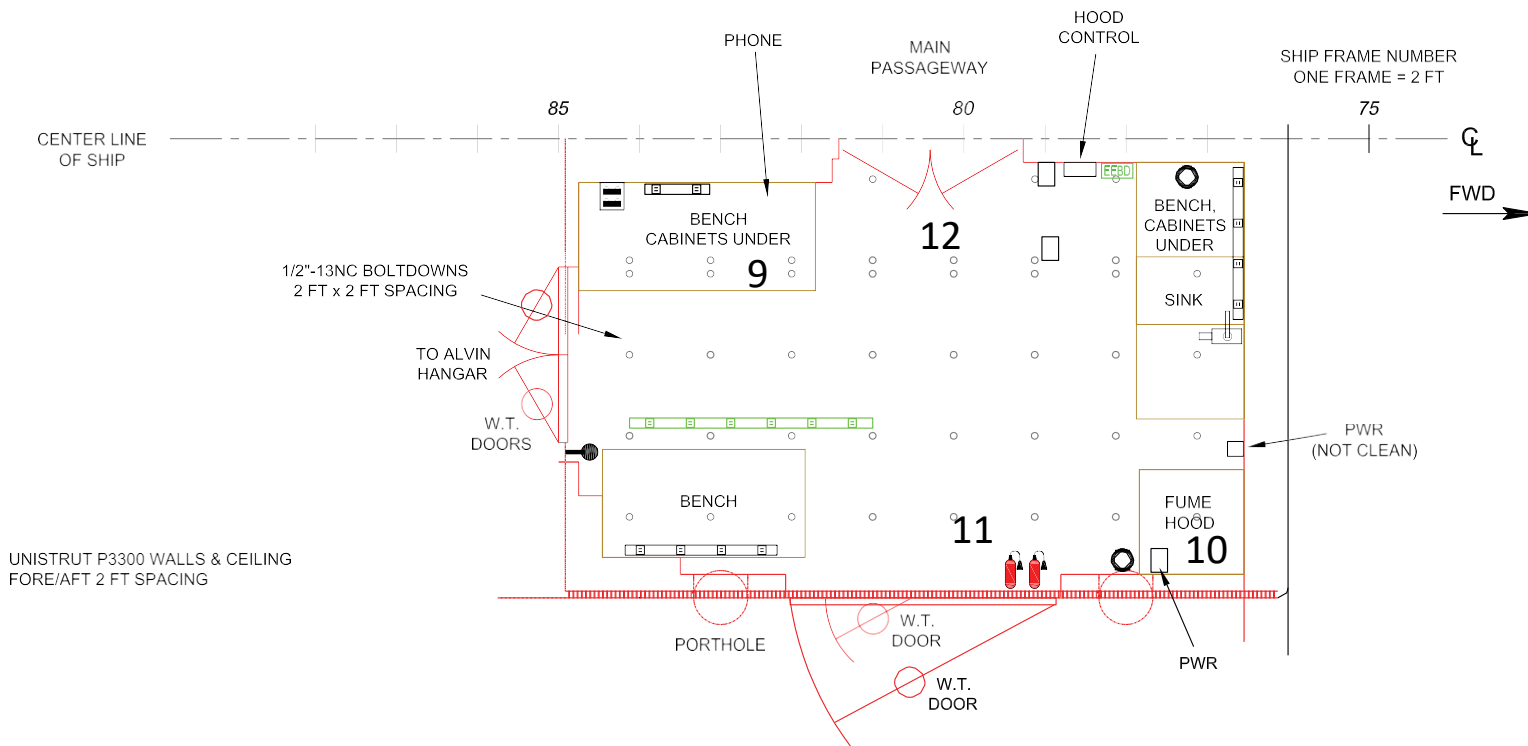 HOOD
CONTROL
PHONE
MAIN
PASSAGEWAY
SHIP FRAME NUMBER
ONE FRAME = 2 FT
85
80
75
CENTER LINE
OF SHIP
CL
FWD
EEBD
BENCH
CABINETS UNDER
9
12
BENCH,
CABINETS
UNDER
1/2"-13NC BOLTDOWNS
2 FT x 2 FT SPACING
SINK
TO ALVIN
HANGAR
W.T.
DOORS
PWR
(NOT CLEAN)
BENCH
11
FUME
HOOD
10
UNISTRUT P3300 WALLS & CEILING
FORE/AFT 2 FT SPACING
PORTHOLE
W.T.
DOOR
PWR
W.T.
DOOR